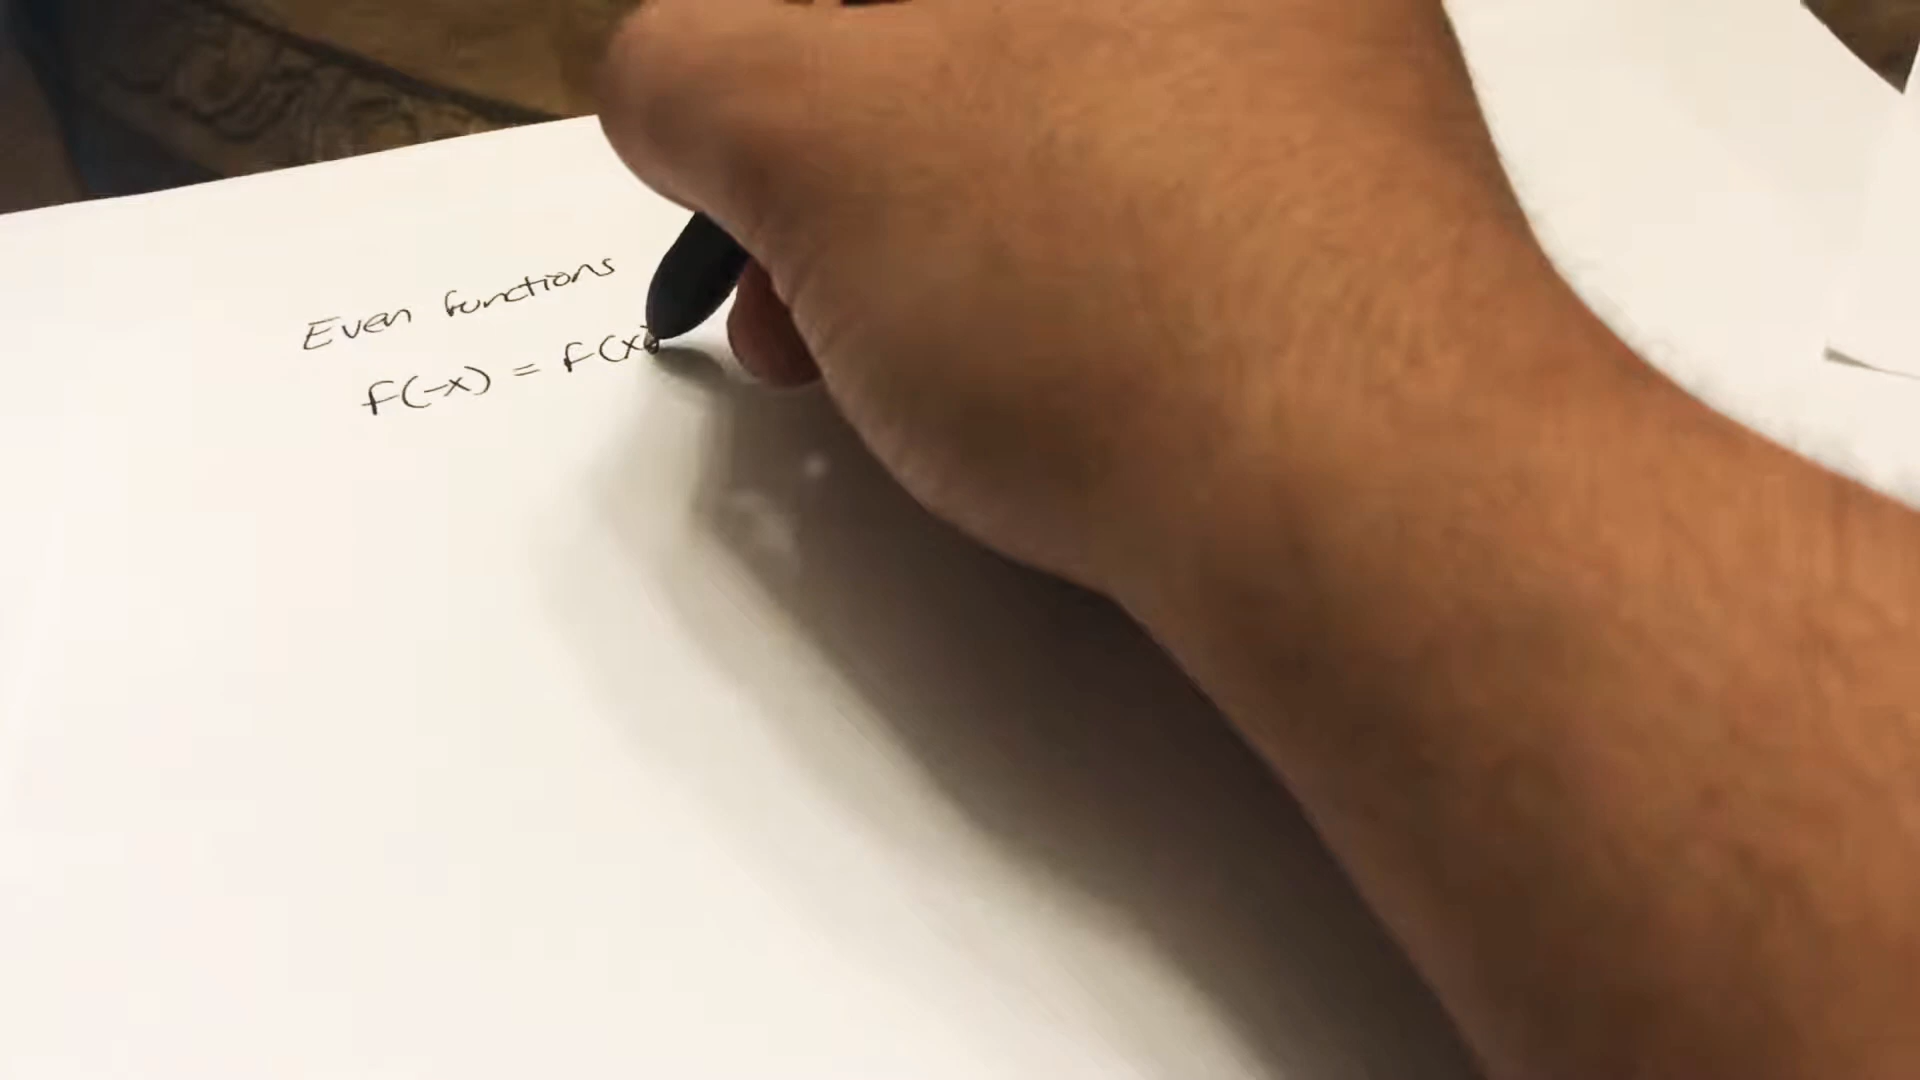 Even functions
f(-x) = f(x)